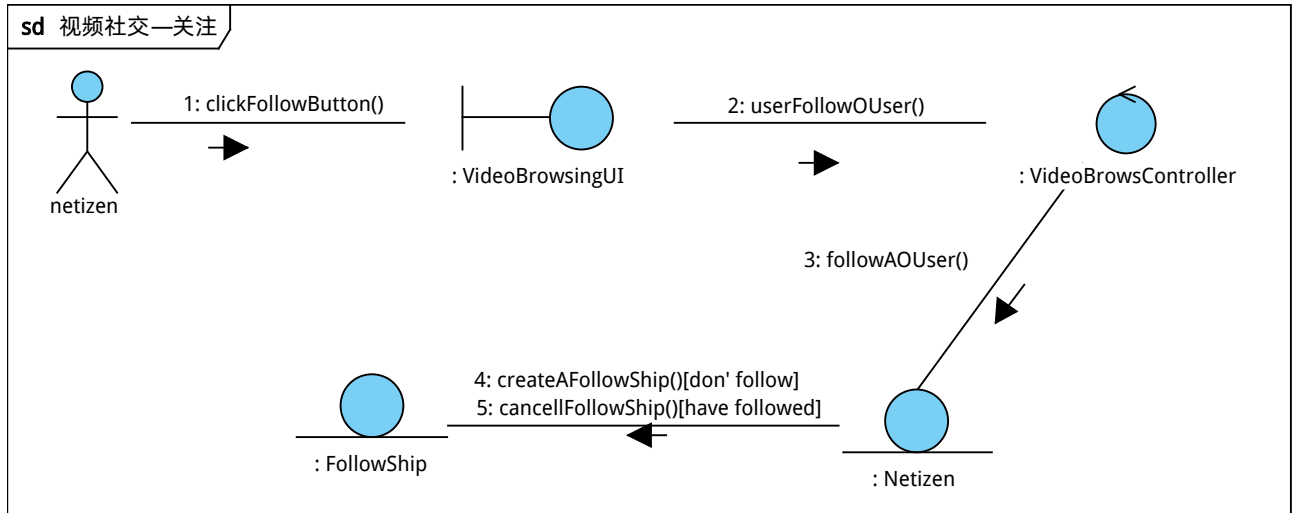 sd 视频社交—关注
1: clickFollowButton()
2: userFollowOUser()
: VideoBrowsingUI
: VideoBrowsController
netizen
3: followAOUser()
4: createAFollowShip()[don' follow]
5: cancellFollowShip()[have followed]
: FollowShip
: Netizen